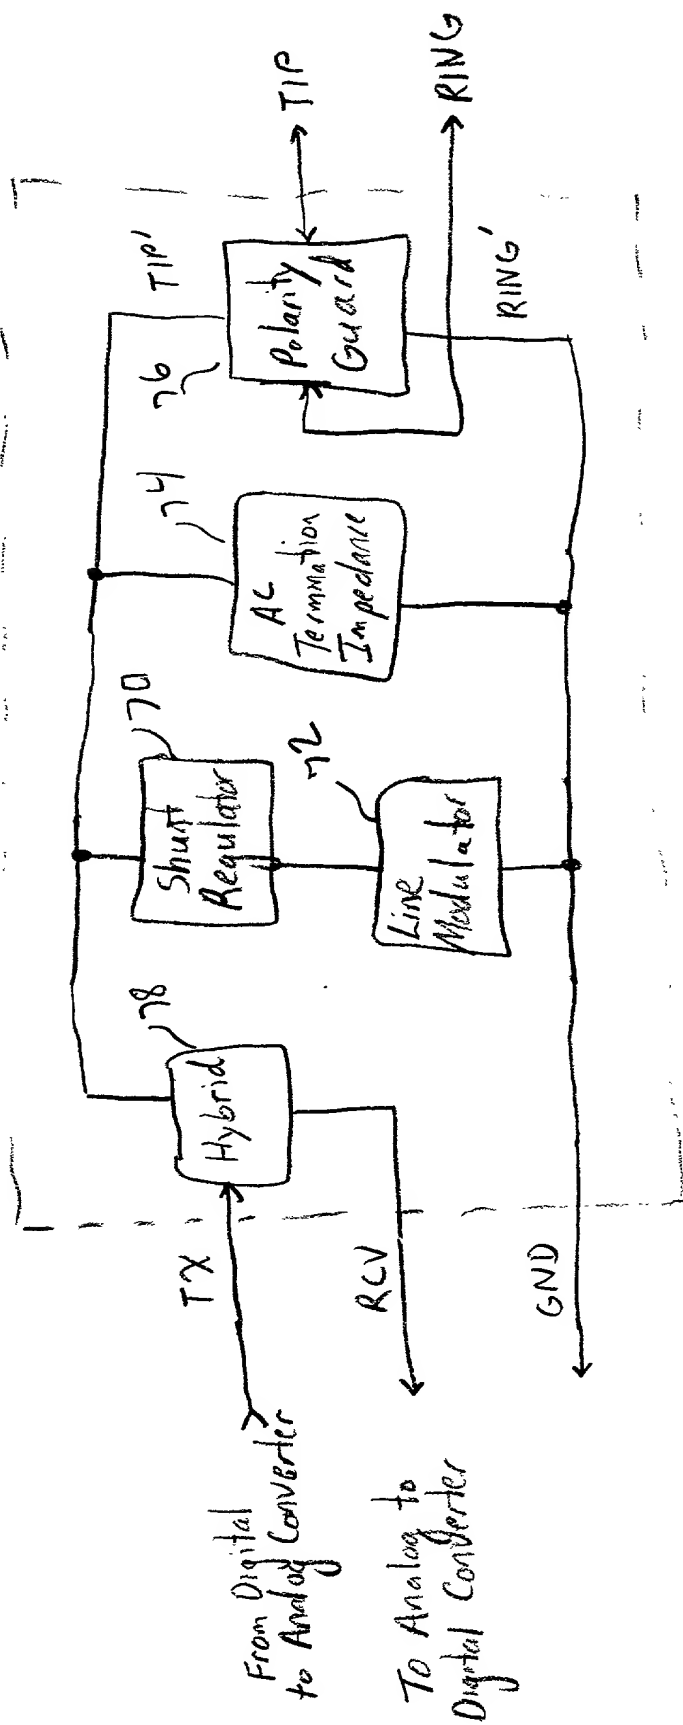 From Digital
to Analog Converter
TX
To Analog to
Digital Converter
RCV
GND
78
Hybrid
70
Shunt
Regulator
72
Line
Modulator
74
AC
Termination
Impedance
76
TIP'
Polarity
Guard
TIP
RING'
RING